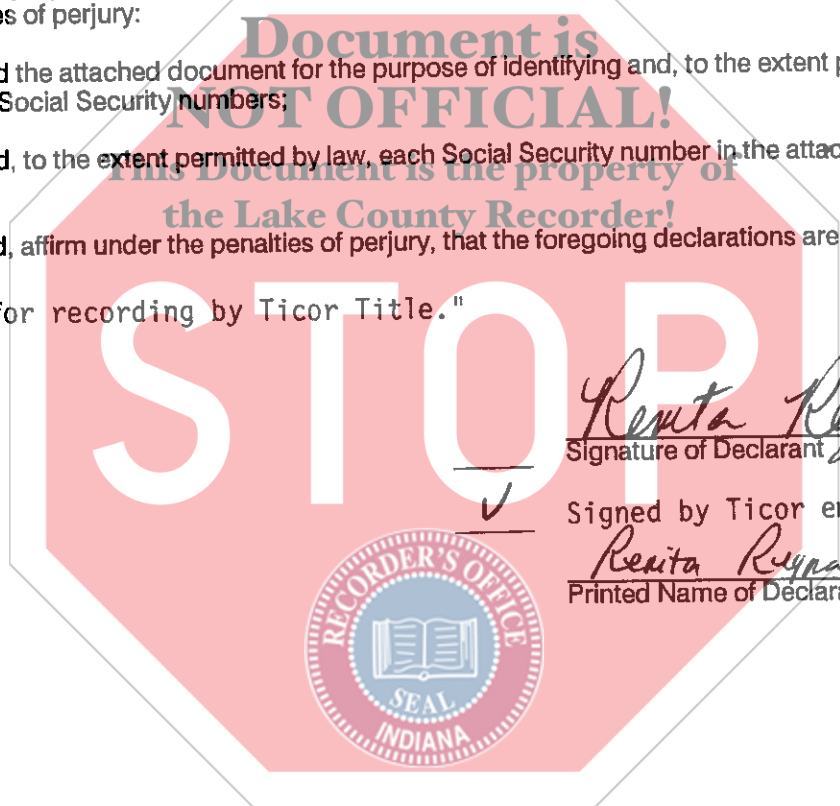 es of perjury:
Document is
d the attached document for the purpose of identifying and, to the extent p
Social Security numbers;
NOT OFFICIAL!
d, to the extent permitted by law, each Social Security number in the attac
This Document is the property of
the Lake County Recorder!
d, affirm under the penalties of perjury, that the foregoing declarations are
for recording by Ticor Title."
STOP
Renita
Signature of Declarant
Signed by Ticor e
Renita
Printed Name of Declara
RECORDER'S OFFICE
SEAL
INDIANA